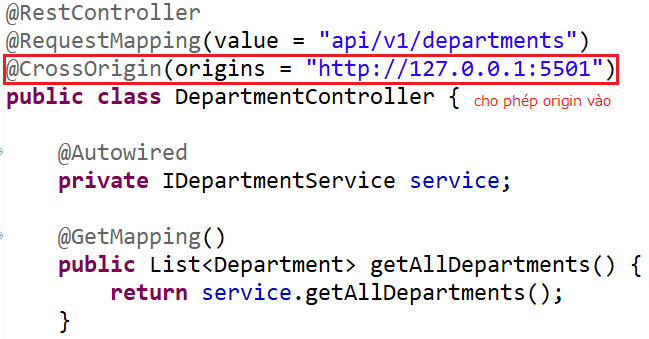 @RestController
@RequestMapping(value = "api/v1/departments")
@CrossOrigin(origins = "http://127.0.0.1:5501")
public class DepartmentController { cho phép origin vào
@Autowired
private IDepartmentService service;
@GetMapping()
public List<Department> getAllDepartments() {
return service.getAllDepartments();
}